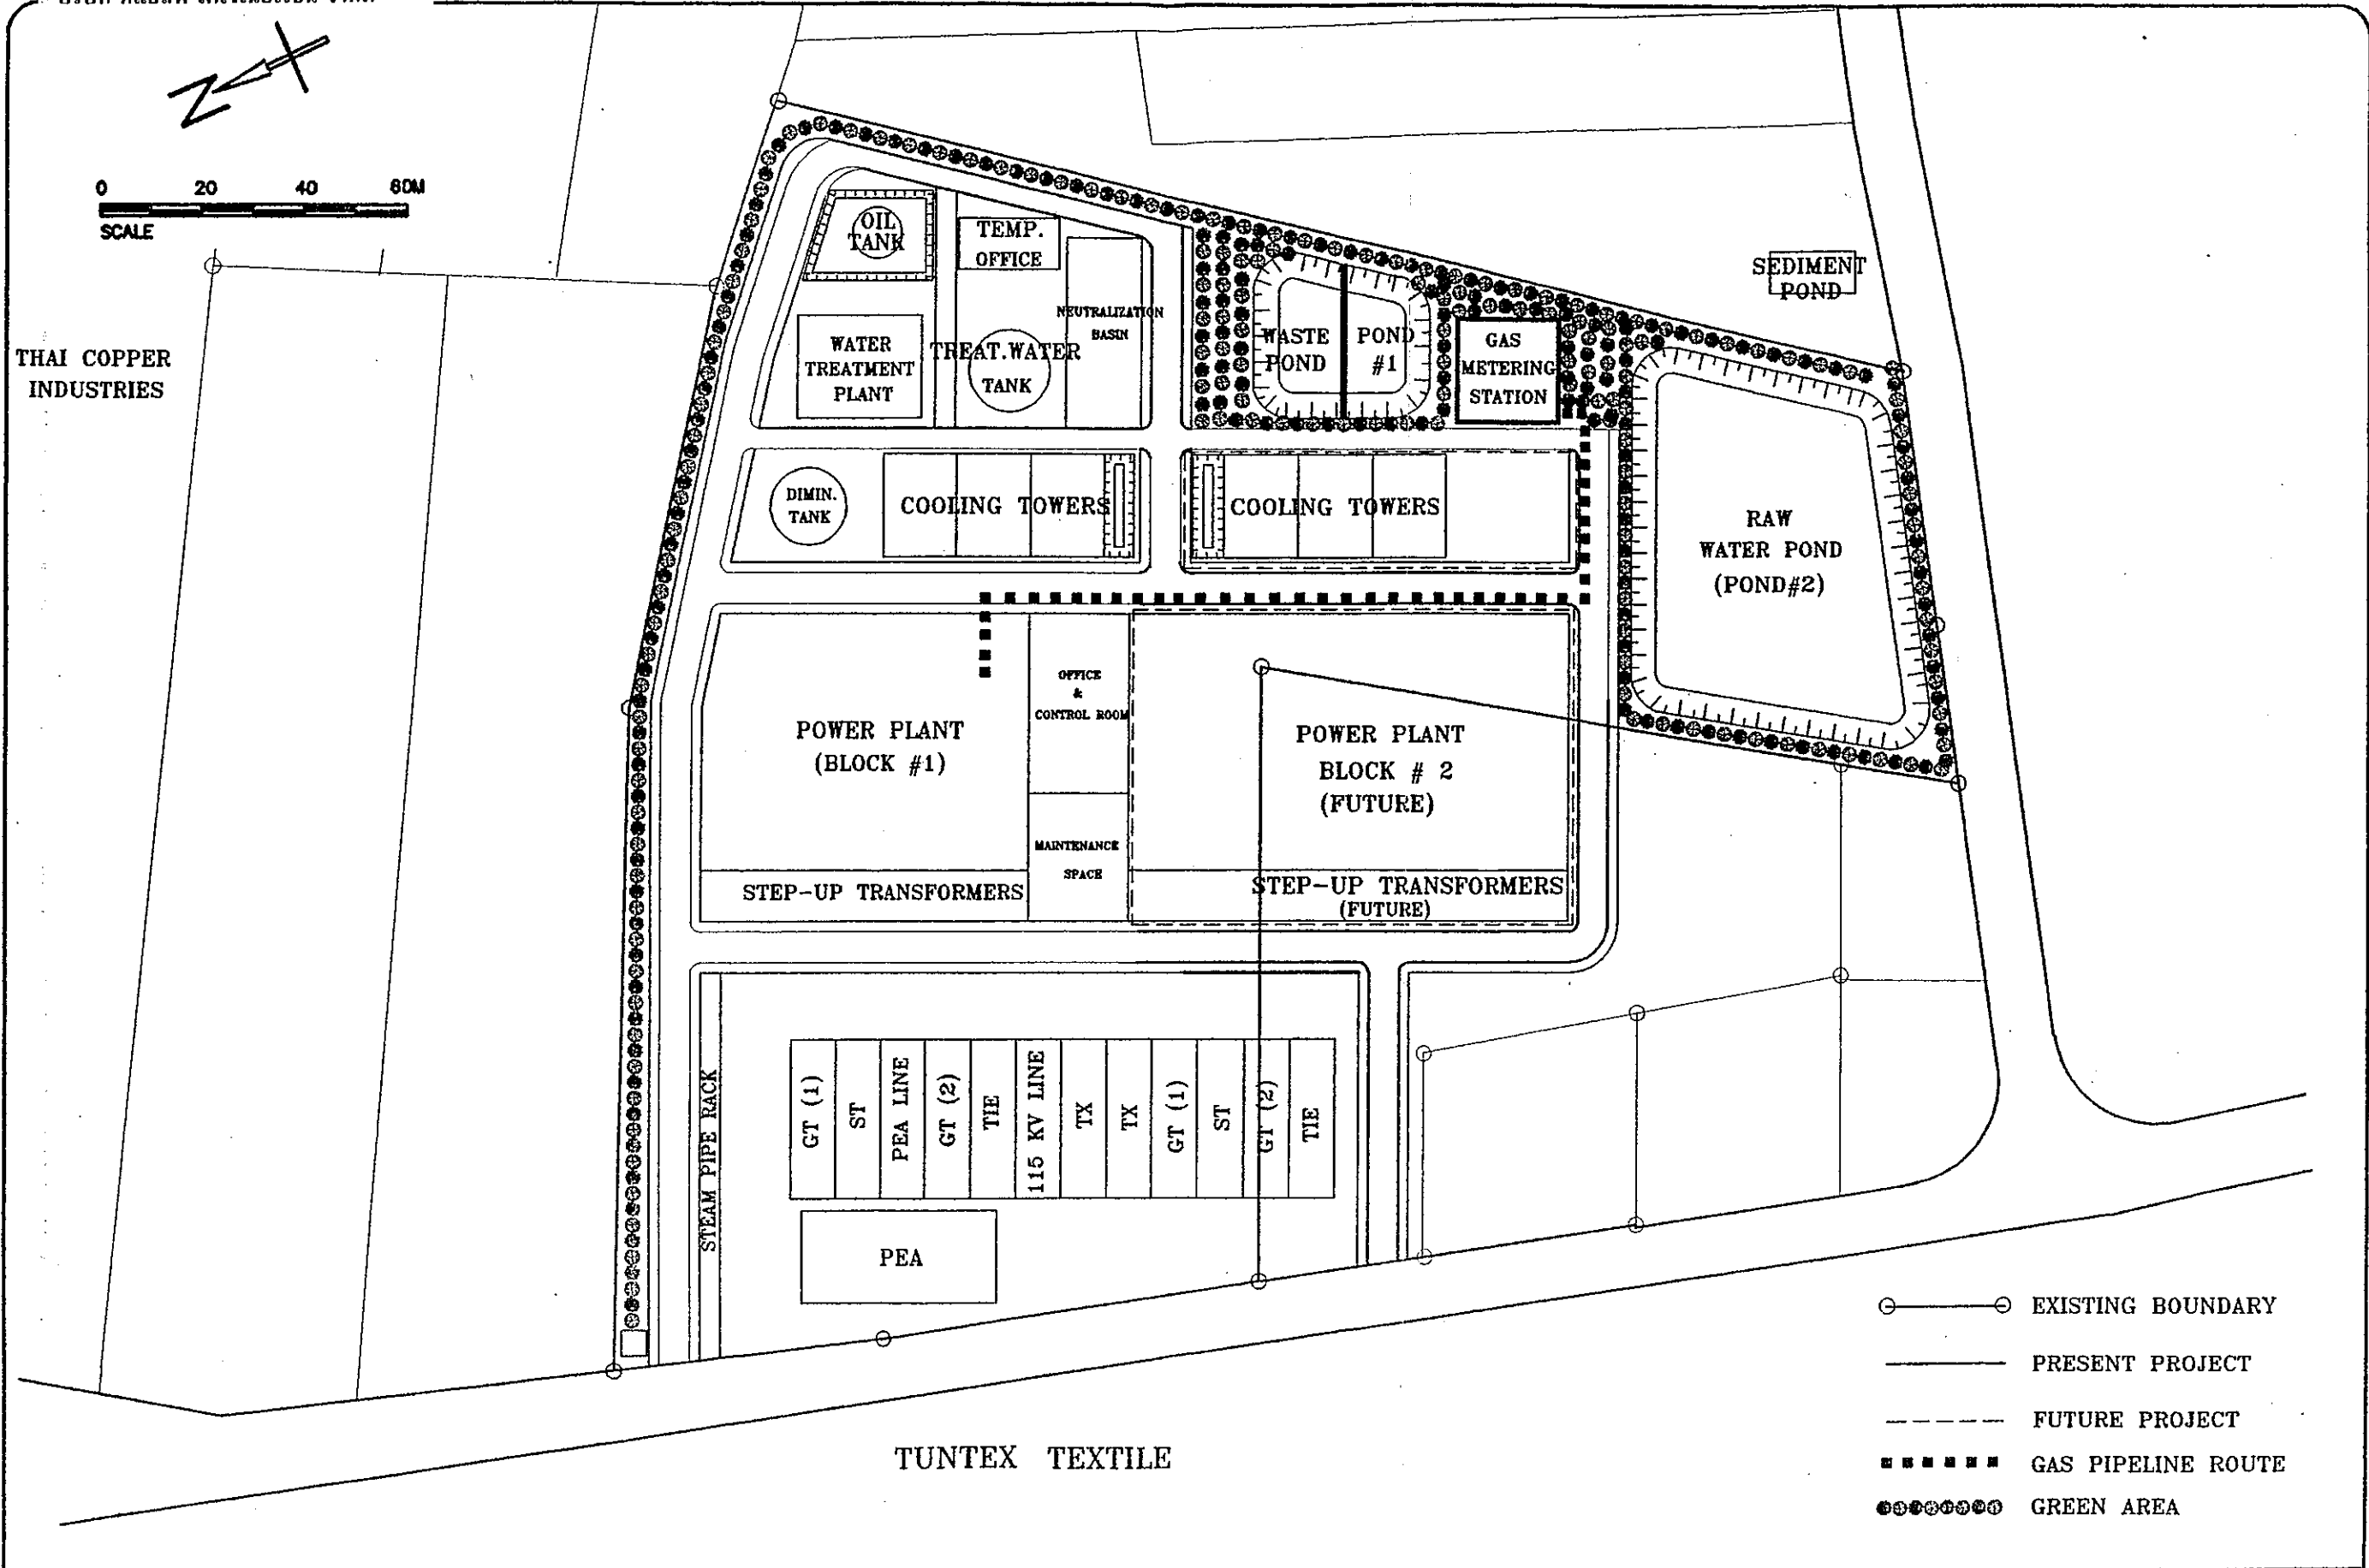 N
0 20 40 60M
SCALE
THAI COPPER
INDUSTRIES
OIL
TANK
TEMP.
OFFICE
NEUTRALIZATION
BASIN
WATER
TREATMENT
PLANT
TREAT.WATER
TANK
WASTE
POND
POND
#1
GAS
METERING
STATION
SEDIMENT
POND
DIMIN.
TANK
COOLING TOWERS
COOLING TOWERS
RAW
WATER POND
(POND#2)
OFFICE
&
CONTROL ROOM
POWER PLANT
(BLOCK #1)
POWER PLANT
BLOCK # 2
(FUTURE)
MAINTENANCE
SPACE
STEP-UP TRANSFORMERS
STEP-UP TRANSFORMERS
(FUTURE)
STEAM PIPE RACK
GT (1)
ST
PEA LINE
GT (2)
TIE
115 KV LINE
TX
TX
GT (1)
ST
GT (2)
TIE
PEA
TUNTEX TEXTILE
EXISTING BOUNDARY
PRESENT PROJECT
FUTURE PROJECT
GAS PIPELINE ROUTE
GREEN AREA